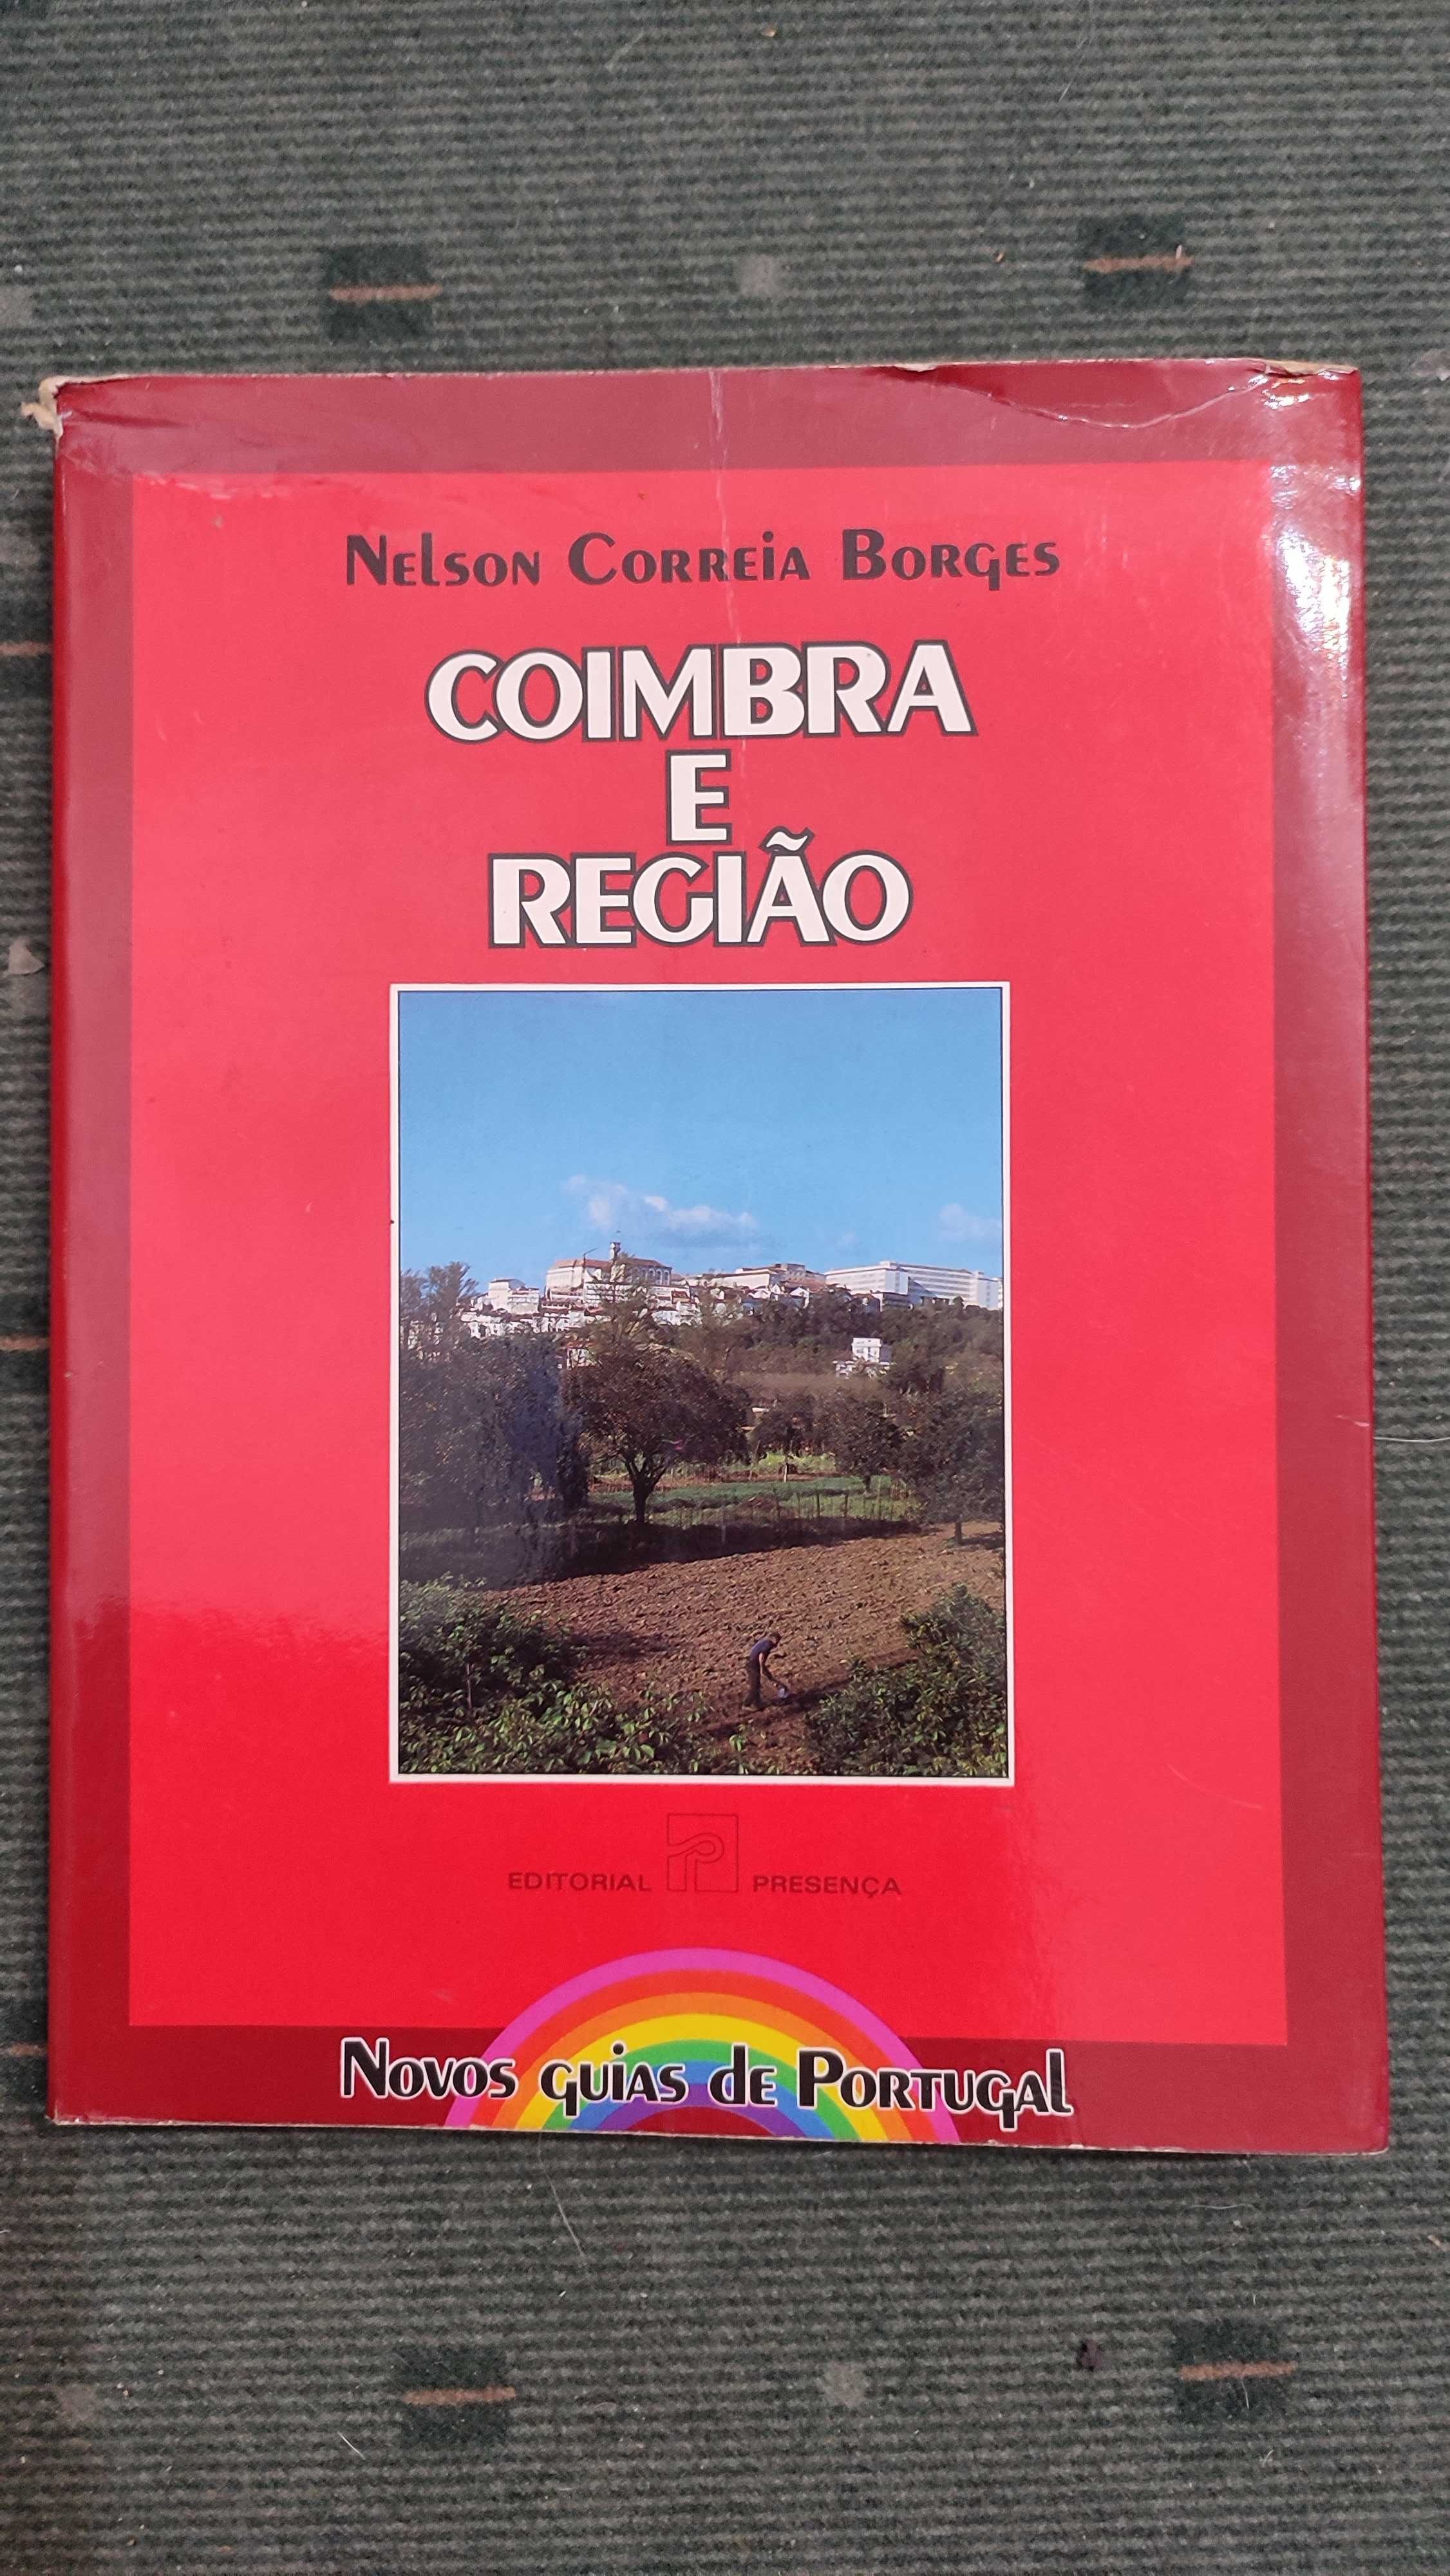 Nelson Correia Borges
COIMBRA
E
REGIÃO
EDITORIAL PRESENÇA
Novos guias de Portugal